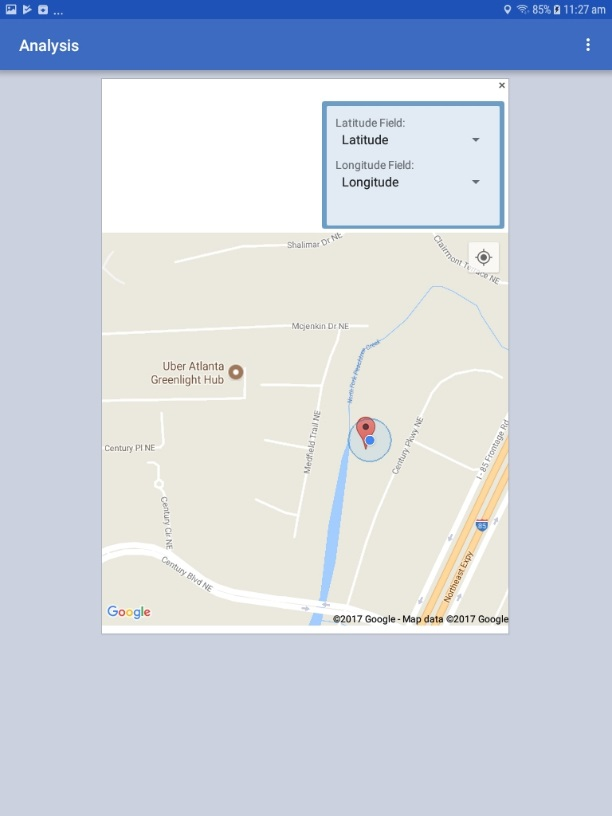 ...
85% 11:27 am
Analysis
×
Latitude Field:
Latitude
Longitude Field:
Longitude
Shalimar Dr NE
Clairmont Terrace NE
Mojenkin Dr NE
North Fork Peachtree Creek
Uber Atlanta
Greenlight Hub
Medfield Trail NE
Century Pkwy NE
I-85 Frontage Rd
Century Pl NE
Century Cir NE
85
Northeast Expy
Century Blvd NE
Google
©2017 Google - Map data ©2017 Google